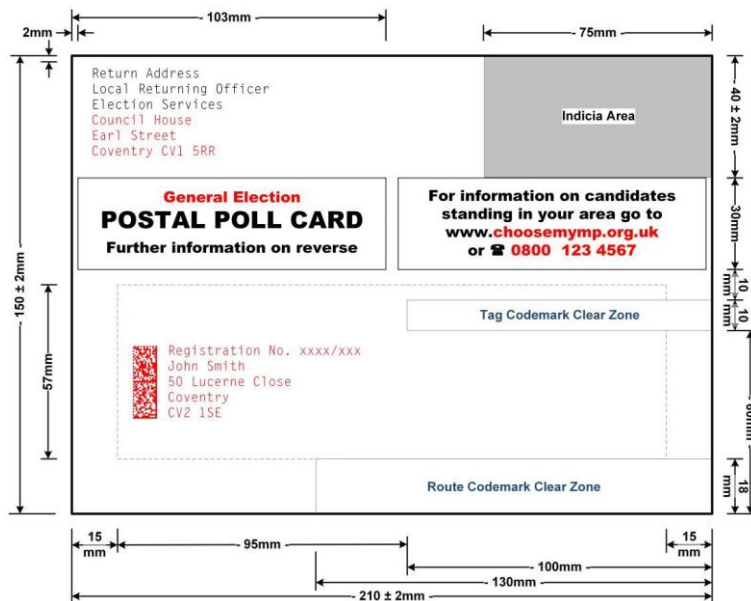 103mm
2mm
75mm
Return Address
Local Returning Officer
Election Services
Council House
Earl Street
Coventry CV1 5RR
Indicia Area
40 ± 2mm
General Election
POSTAL POLL CARD
Further information on reverse
For information on candidates
standing in your area go to
www.choosemymp.org.uk
or ☎ 0800 123 4567
30mm
150 ± 2mm
10
mm
10
mm
Tag Codemark Clear Zone
57mm
Registration No. xxxx/xxx
John Smith
50 Lucerne Close
Coventry
CV2 1SE
Route Codemark Clear Zone
18
mm
15
mm
95mm
15
mm
100mm
130mm
210 ± 2mm